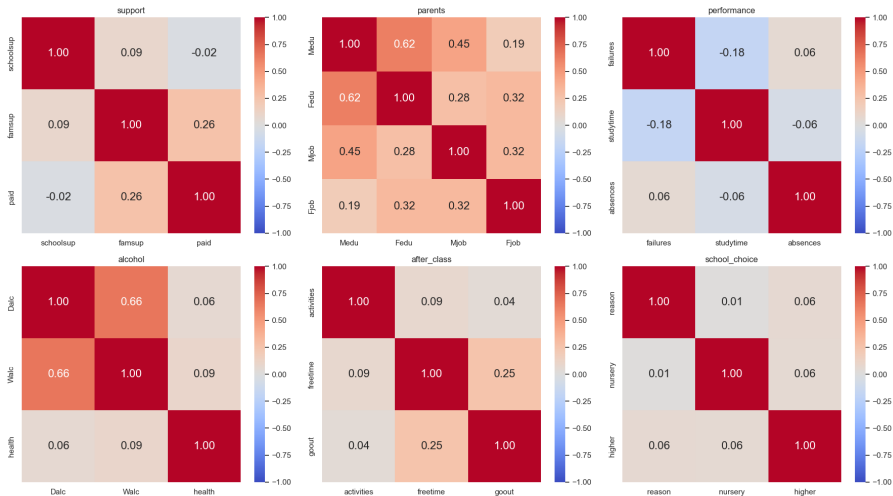 support
parents
performance
schoolsup 1.00 0.09 -0.02
famsup 0.09 1.00 0.26
paid -0.02 0.26 1.00
schoolsup famsup paid
1.00
0.75
0.50
0.25
0.00
−0.25
−0.50
−0.75
−1.00
Medu 1.00 0.62 0.45 0.19
Fedu 0.62 1.00 0.28 0.32
Mjob 0.45 0.28 1.00 0.32
Fjob 0.19 0.32 0.32 1.00
Medu Fedu Mjob Fjob
1.00
0.75
0.50
0.25
0.00
−0.25
−0.50
−0.75
−1.00
failures 1.00 -0.18 0.06
studytime -0.18 1.00 -0.06
absences 0.06 -0.06 1.00
failures studytime absences
1.00
0.75
0.50
0.25
0.00
−0.25
−0.50
−0.75
−1.00
alcohol
after_class
school_choice
Dalc 1.00 0.66 0.06
Walc 0.66 1.00 0.09
health 0.06 0.09 1.00
Dalc Walc health
1.00
0.75
0.50
0.25
0.00
−0.25
−0.50
−0.75
−1.00
activities 1.00 0.09 0.04
freetime 0.09 1.00 0.25
goout 0.04 0.25 1.00
activities freetime goout
1.00
0.75
0.50
0.25
0.00
−0.25
−0.50
−0.75
−1.00
reason 1.00 0.01 0.06
nursery 0.01 1.00 0.06
higher 0.06 0.06 1.00
reason nursery higher
1.00
0.75
0.50
0.25
0.00
−0.25
−0.50
−0.75
−1.00